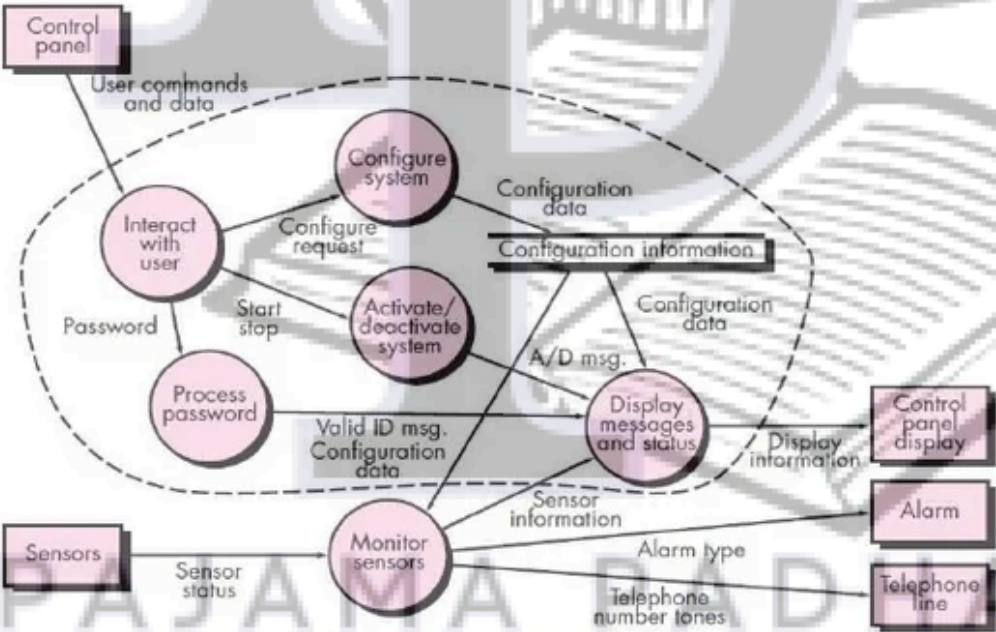 Control
panel
User commands
and data
Configure
system
Configuration
data
Interact
with
user
Configure
request
Configuration information
Start
stop
Activate/
deactivate
system
Configuration
data
Password
A/D msg.
Process
password
Display
messages
and status
Control
panel
display
Valid ID msg.
Configuration
data
Display
information
Sensor
information
Alarm
Sensors
Sensor
status
Monitor
sensors
Alarm type
Telephone
number tones
Telephone
line
PAJAMA PADHA